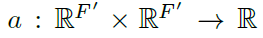 a : ℝ^{F'} × ℝ^{F'} → ℝ